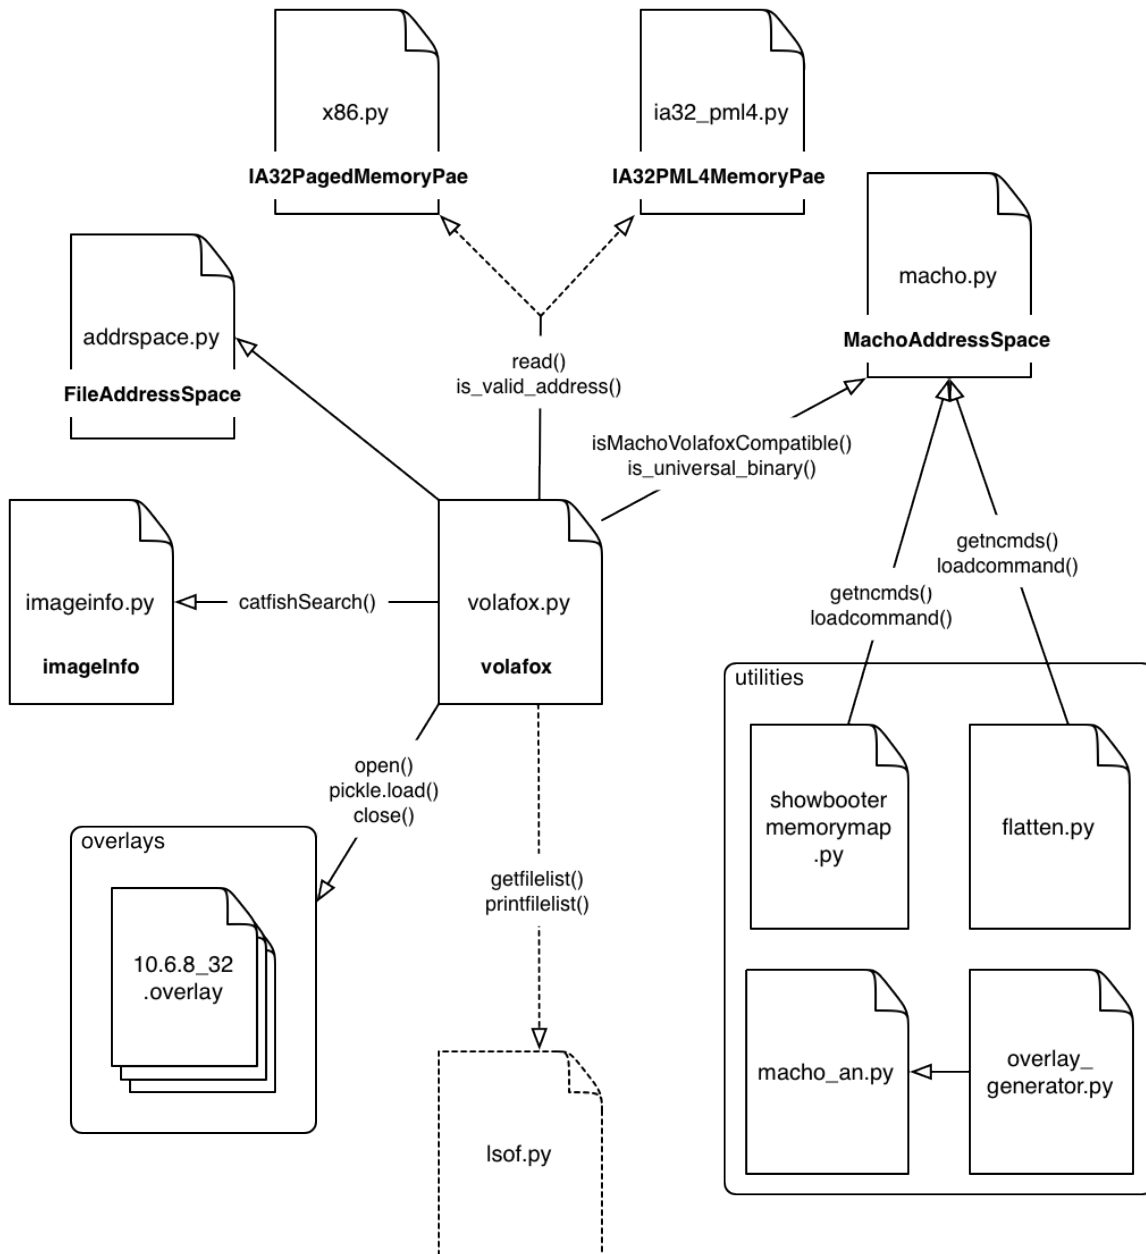 x86.py
IA32PagedMemoryPae
ia32_pml4.py
IA32PML4MemoryPae
macho.py
MachoAddressSpace
addrspace.py
FileAddressSpace
read()
is_valid_address()
isMachoVolafoxCompatible()
is_universal_binary()
imageinfo.py
imageInfo
catfishSearch()
volafox.py
volafox
getncmds()
loadcommand()
getncmds()
loadcommand()
utilities
showbooter
memorymap
.py
flatten.py
macho_an.py
overlay_
generator.py
open()
pickle.load()
close()
overlays
10.6.8_32
.overlay
getfilelist()
printfilelist()
lsof.py